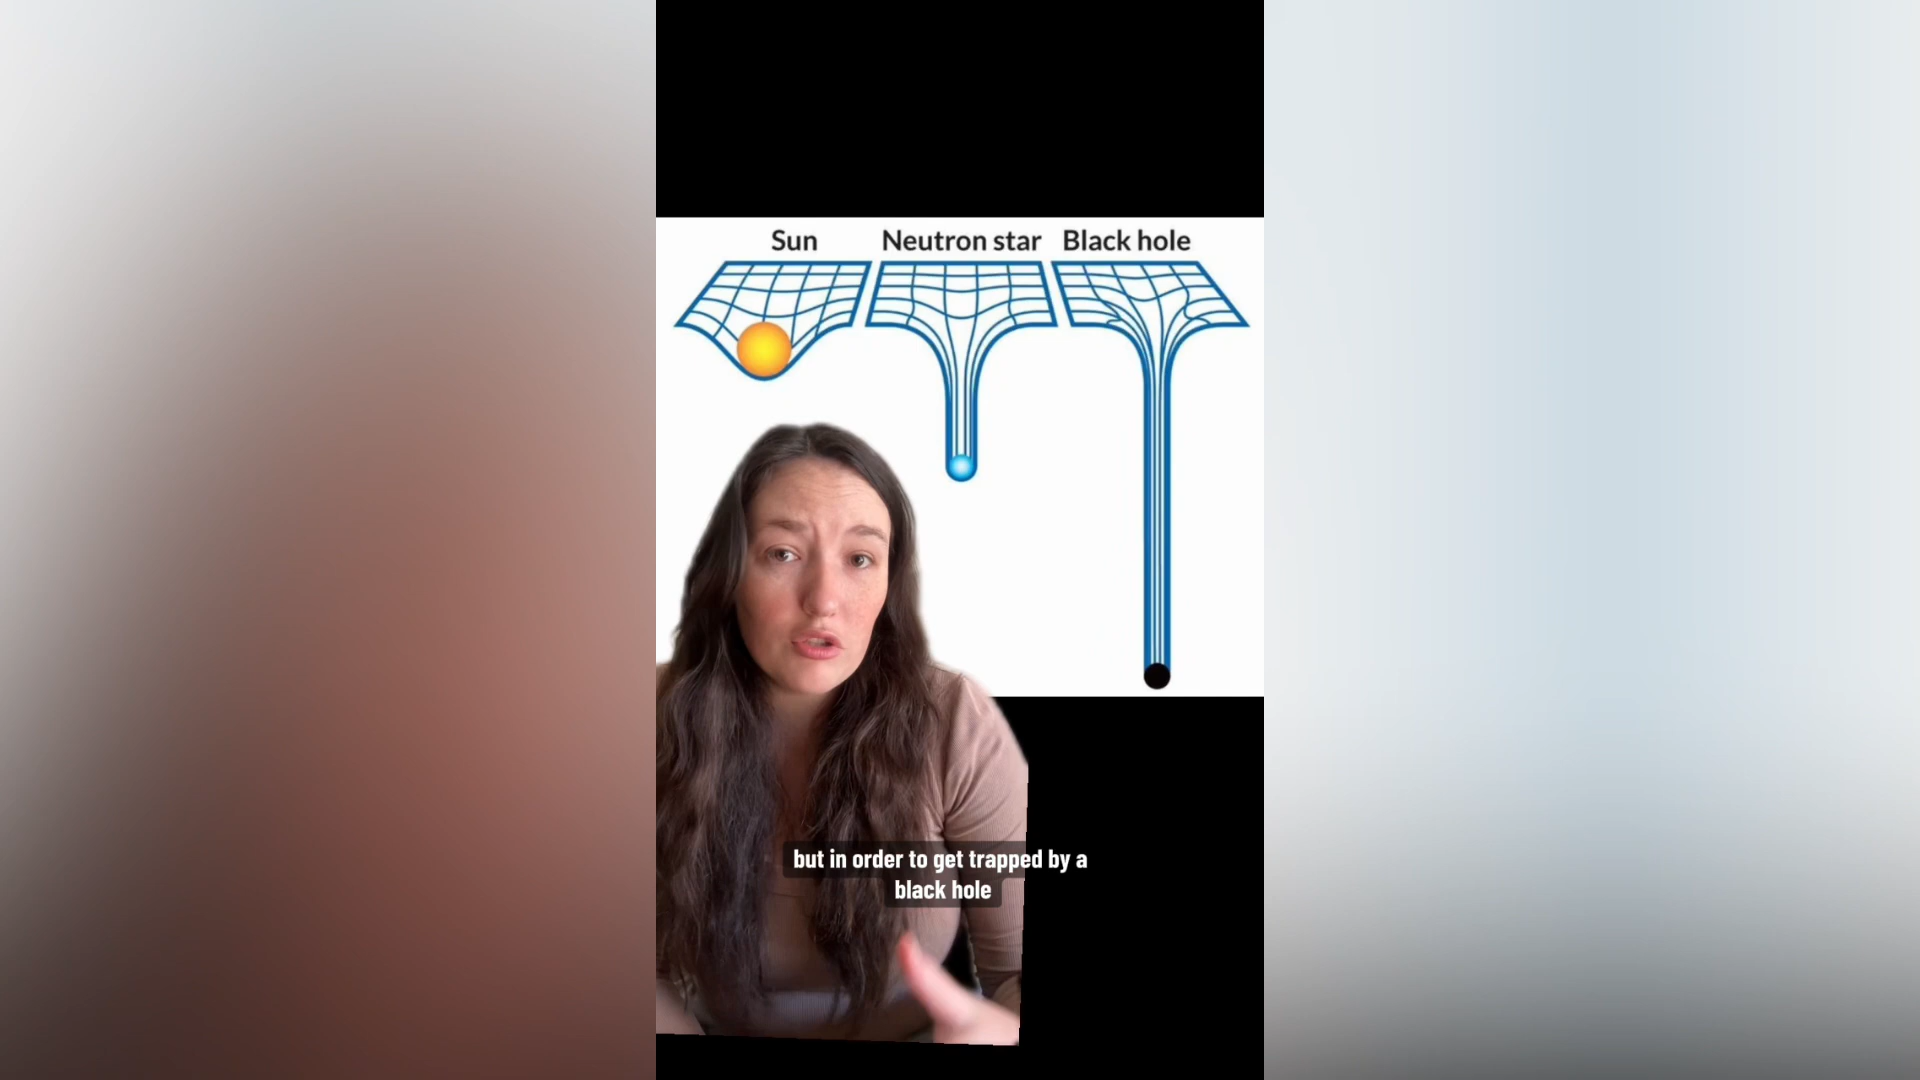 Sun Neutron star Black hole
but in order to get trapped by a
black hole